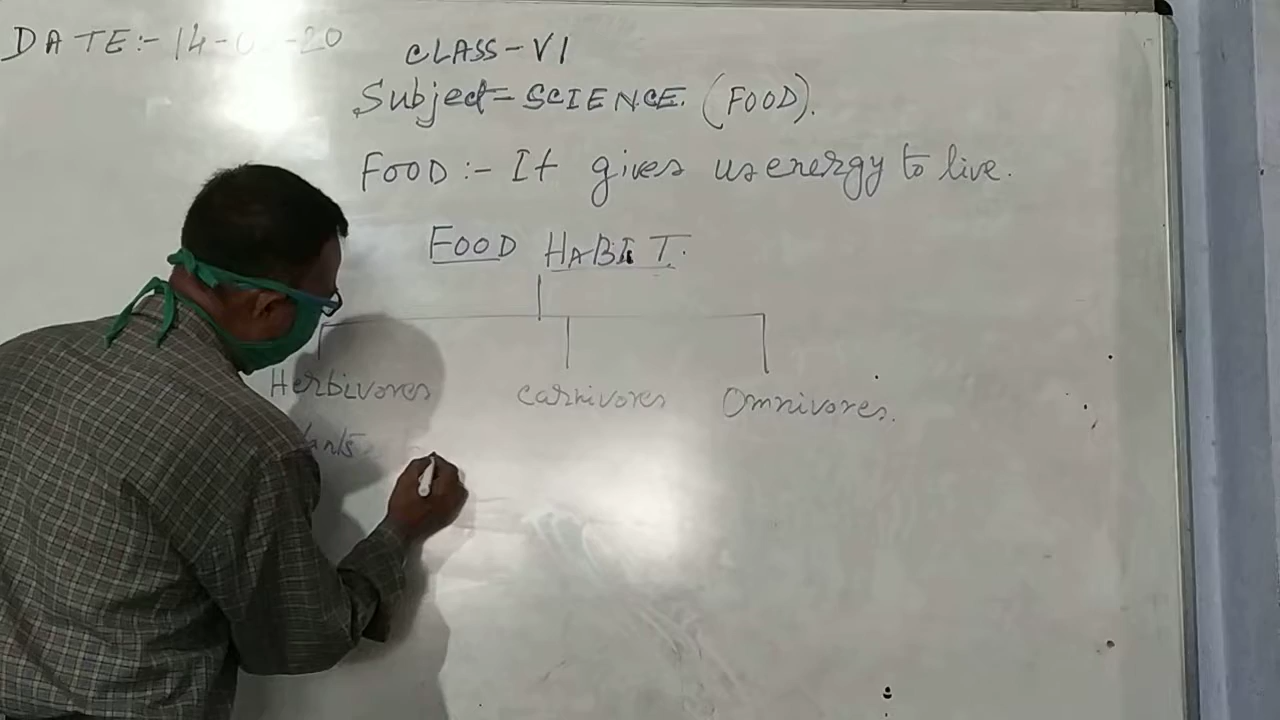 DATE:- 14-0 -20
CLASS-VI
Subject- SCIENCE. (FOOD).
FOOD :- It gives us energy to live.
FOOD HABIT.
Herbivores Carnivores Omnivores.